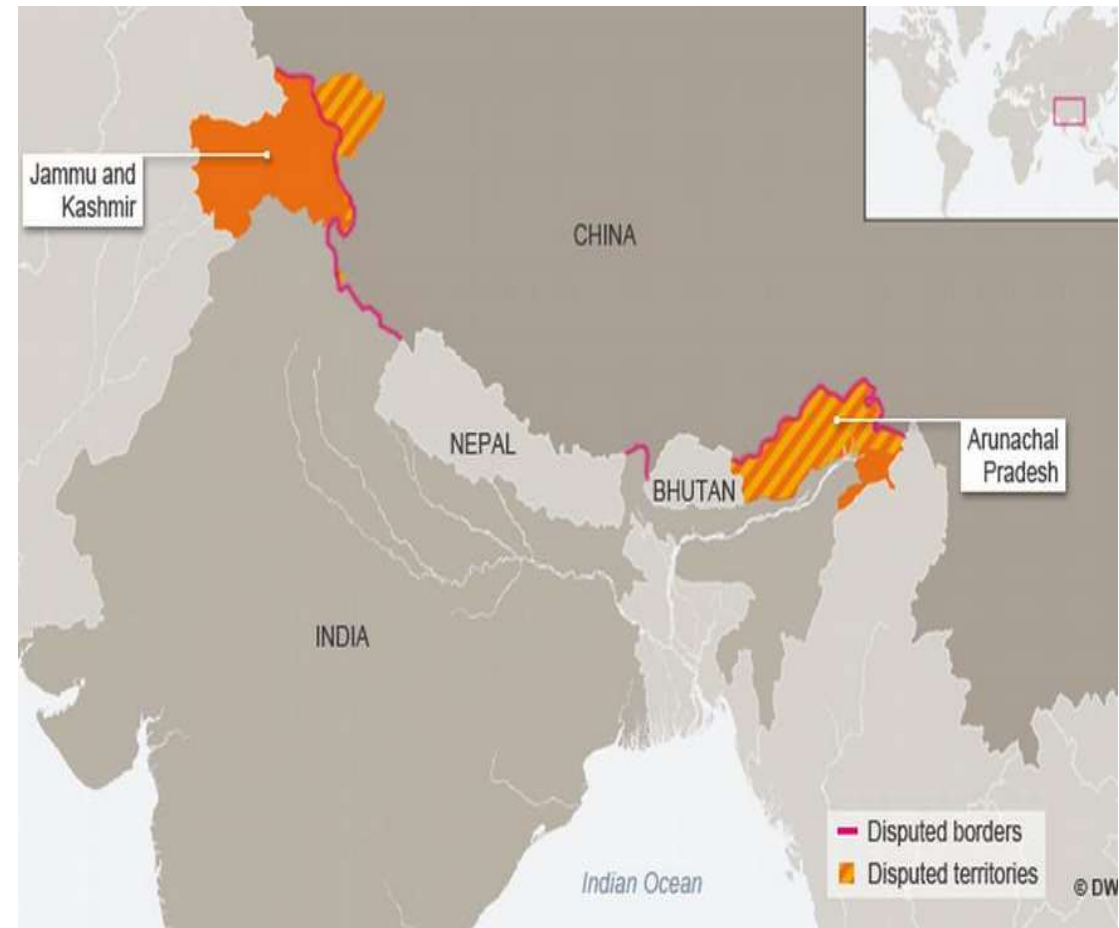 Jammu and
Kashmir
CHINA
NEPAL
BHUTAN
Arunachal
Pradesh
INDIA
Disputed borders
Disputed territories
Indian Ocean
© DW